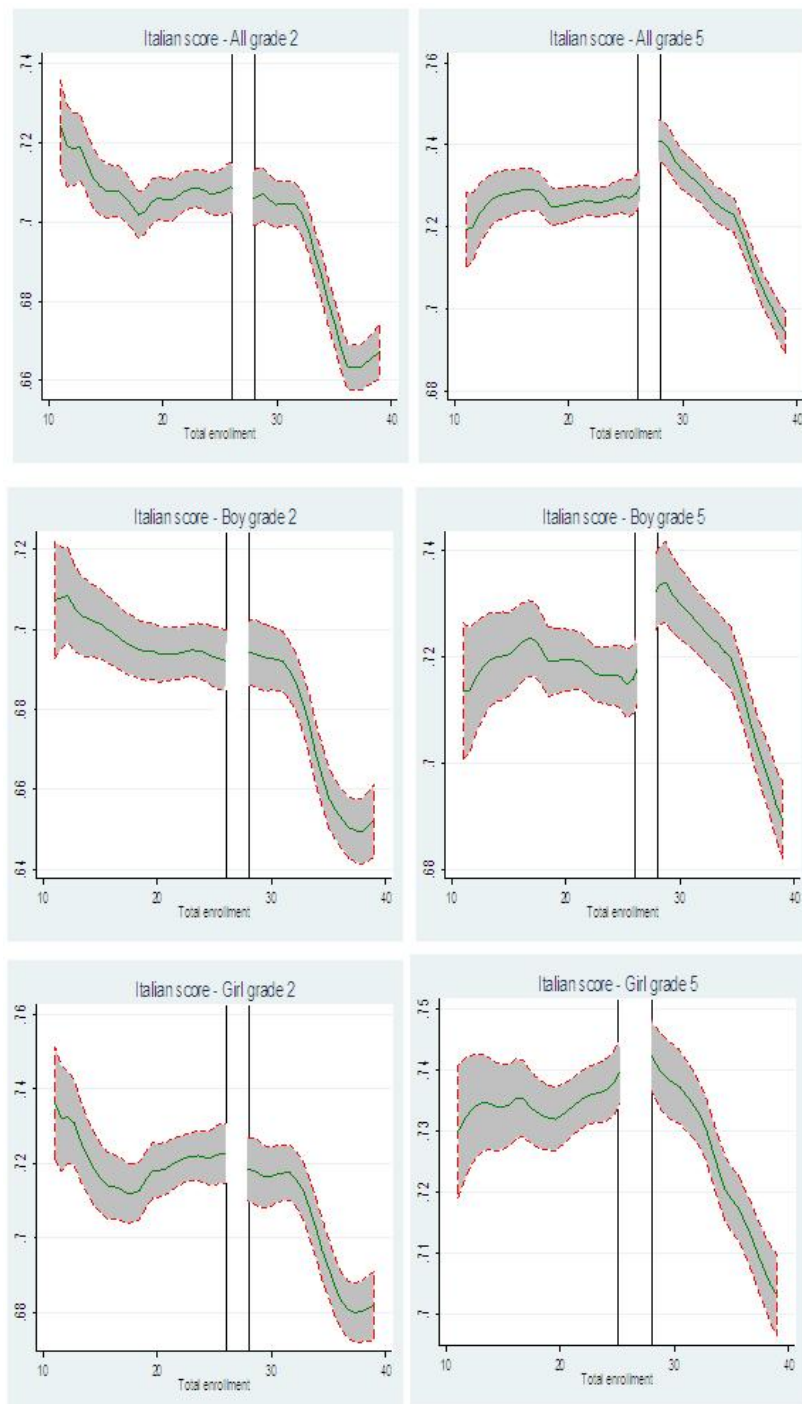 Italian score - All grade 2
.74
.72
.7
.68
.66
10 20 30 40
Total enrollment
Italian score - All grade 5
.76
.74
.72
.7
.68
10 20 30 40
Total enrollment
Italian score - Boy grade 2
.72
.7
.68
.66
.64
10 20 30 40
Total enrollment
Italian score - Boy grade 5
.74
.72
.7
.68
10 20 30 40
Total enrollment
Italian score - Girl grade 2
.76
.74
.72
.7
.68
10 20 30 40
Total enrollment
Italian score - Girl grade 5
.75
.74
.73
.72
.71
.7
10 20 30 40
Total enrollment